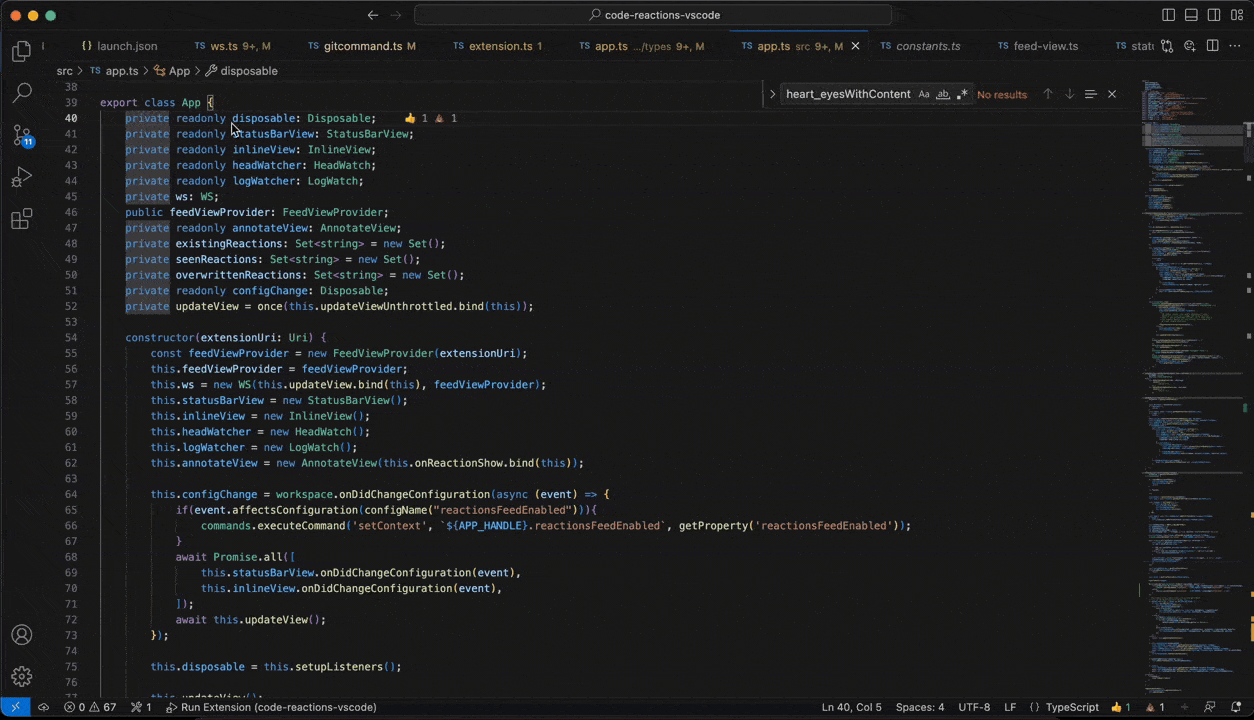 code-reactions-vscode
launch.json
TS ws.ts 9+, M
TS gitcommand.ts M
TS extension.ts 1
TS app.ts .../types 9+, M
TS app.ts src 9+, M
TS constants.ts
TS feed-view.ts
TS
src > TS app.ts > App > disposable
heart_eyesWithContent Aa ab No results
38
39 export class App {
40 private readonly disposable: Disposable; 👍 1 💩 1
41 private readonly statusBarView: StatusBarView;
42 private readonly inlineView: InlineView;
43 private readonly headWatcher: HeadWatch;
44 private readonly logWatcher: LogWatch;
45 private ws: WS;
46 public feedViewProvider: FeedViewProvider;
47 private readonly annotateView: AnnotateView;
48 private existingReactions: Set<string> = new Set();
49 private seenReactions: Set<string> = new Set();
50 private overwrittenReactions: Set<string> = new Set();
51 private readonly configChange: Disposable;
52 private updateView = once(this.updateViewUnthrottled.bind(this));
53
54 constructor(extensionUri: Uri) {
55 const feedViewProvider = new FeedViewProvider(extensionUri);
56 this.feedViewProvider = feedViewProvider;
57 this.ws = new WS(this.updateView.bind(this), feedViewProvider);
58 this.statusBarView = new StatusBarView();
59 this.inlineView = new InlineView();
60 this.headWatcher = new HeadWatch();
61 this.logWatcher = new LogWatch();
62 this.annotateView = new AnnotateView(this.onReactionShow.bind(this));
63
64 this.configChange = workspace.onDidChangeConfiguration(async (event) => {
65 if(event.affectsConfiguration(configName("reactionsFeedEnabled"))){
66 commands.executeCommand('setContext', `${APP_HANDLE}.reactionsFeedEnabled`, getProperty('reactionsFeedEnabled'));
67 }
68 await Promise.all([
69 this.statusBarView.onDidChangeConfiguration(event),
70 this.inlineView.onDidChangeConfiguration(event),
71 ]);
72 await this.updateView();
73 });
74
75 this.disposable = this.setupListeners();
76
77 this.updateView();
11
0 67 1 Run Extension (code-reactions-vscode) Ln 40, Col 5 Spaces: 4 UTF-8 LF {} TypeScript 👍 1 💩 1